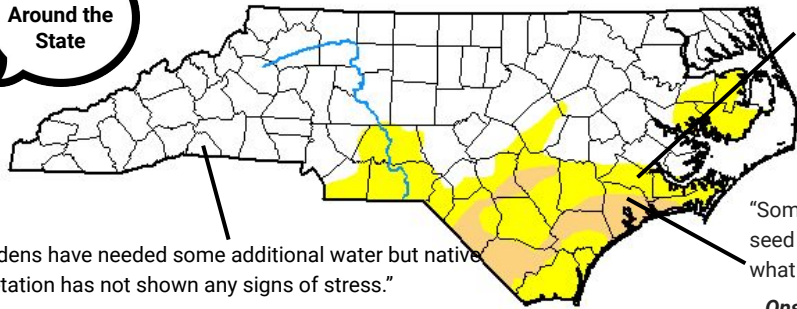 Around the
State
dens have needed some additional water but native
tation has not shown any signs of stress.”
“Som
seed
what
Ons